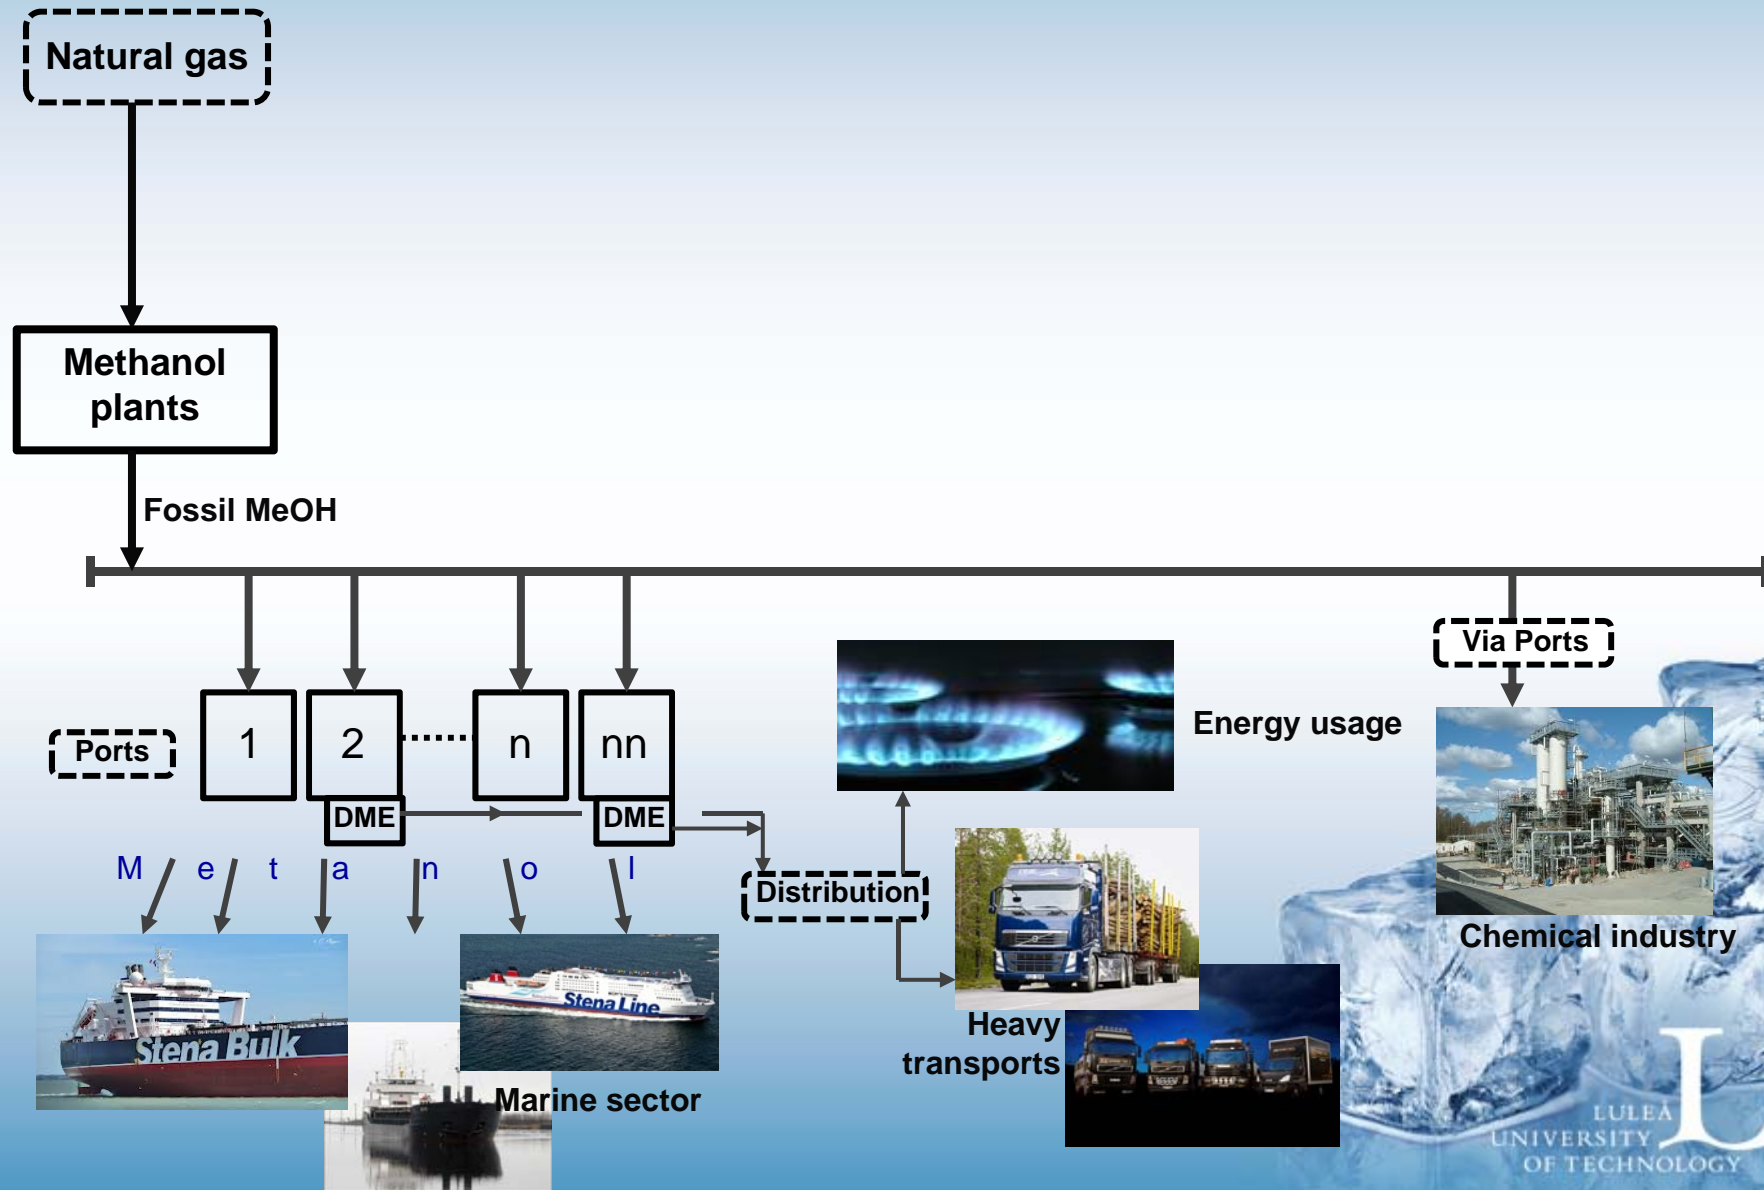 Natural gas
Methanol
plants
Fossil MeOH
Via Ports
Ports
1
2
n
nn
DME
DME
Energy usage
M e t a n o l
Distribution
Chemical industry
Stena Line
Stena Bulk
Heavy
transports
Marine sector
LULEÅ
UNIVERSITY
OF TECHNOLOGY